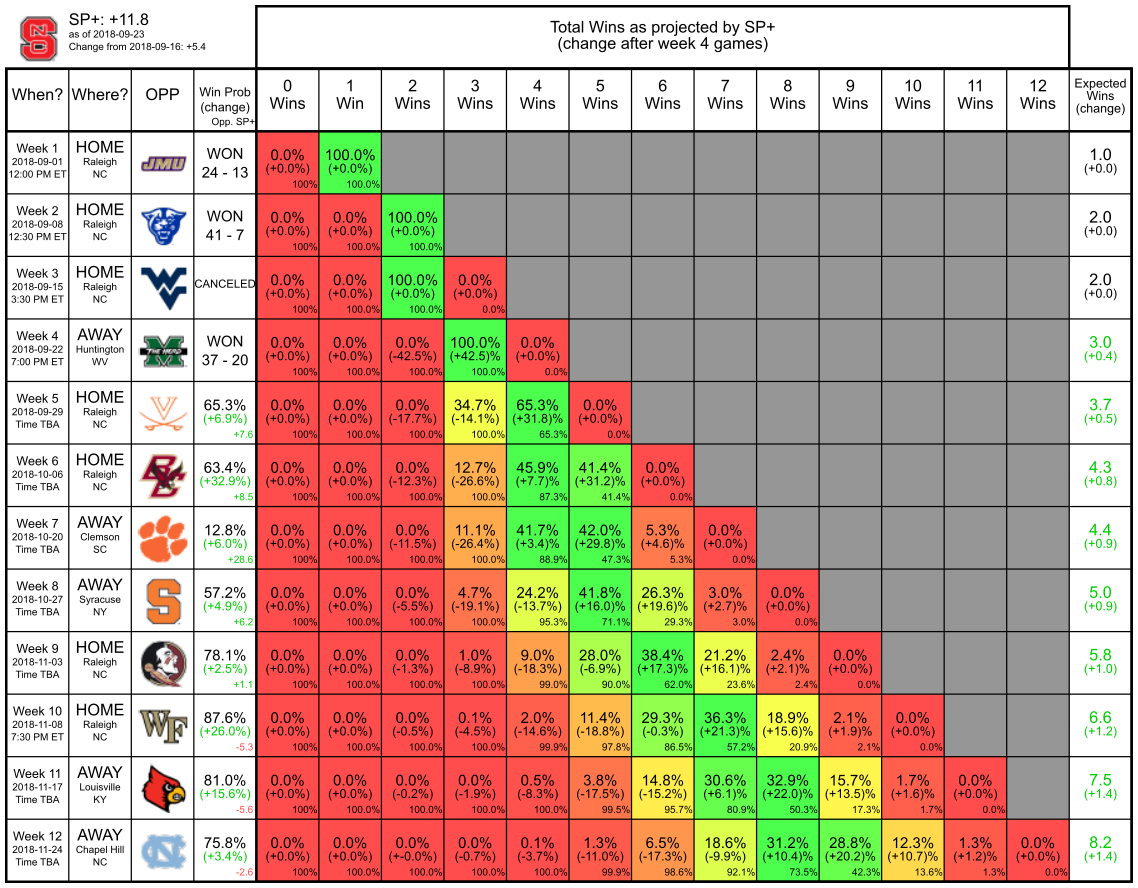 SP+: +11.8
as of 2018-09-23
Change from 2018-09-16: +5.4
Total Wins as projected by SP+
(change after week 4 games)
When? Where? OPP Win Prob (change) Opp. SP+ 0 Wins 1 Win 2 Wins 3 Wins 4 Wins 5 Wins 6 Wins 7 Wins 8 Wins 9 Wins 10 Wins 11 Wins 12 Wins Expected Wins (change)
Week 1 HOME JMU WON 0.0% 100.0% 1.0
2018-09-01 Raleigh 24 - 13 (+0.0%) (+0.0%) (+0.0)
12:00 PM ET NC 100% 100.0%
Week 2 HOME WON 0.0% 0.0% 100.0% 2.0
2018-09-08 Raleigh 41 - 7 (+0.0%) (+0.0%) (+0.0%) (+0.0)
12:30 PM ET NC 100% 100.0% 100.0%
Week 3 HOME WV CANCELED 0.0% 0.0% 100.0% 0.0% 2.0
2018-09-15 Raleigh (+0.0%) (+0.0%) (+0.0%) (+0.0%) (+0.0)
3:30 PM ET NC 100% 100.0% 100.0% 0.0%
Week 4 AWAY M THE HERD WON 0.0% 0.0% 0.0% 100.0% 0.0% 3.0
2018-09-22 Huntington 37 - 20 (+0.0%) (+0.0%) (-42.5%) (+42.5)% (+0.0%) (+0.4)
7:00 PM ET WV 100% 100.0% 100.0% 100.0% 0.0%
Week 5 HOME V 65.3% 0.0% 0.0% 0.0% 34.7% 65.3% 0.0% 3.7
2018-09-29 Raleigh (+6.9%) (+0.0%) (+0.0%) (-17.7%) (-14.1%) (+31.8)% (+0.0%) (+0.5)
Time TBA NC +7.6 100% 100.0% 100.0% 100.0% 65.3% 0.0%
Week 6 HOME BC 63.4% 0.0% 0.0% 0.0% 12.7% 45.9% 41.4% 0.0% 4.3
2018-10-06 Raleigh (+32.9%) (+0.0%) (+0.0%) (-12.3%) (-26.6%) (+7.7)% (+31.2)% (+0.0%) (+0.8)
Time TBA NC +8.5 100% 100.0% 100.0% 100.0% 87.3% 41.4% 0.0%
Week 7 AWAY 12.8% 0.0% 0.0% 0.0% 11.1% 41.7% 42.0% 5.3% 0.0% 4.4
2018-10-20 Clemson (+6.0%) (+0.0%) (+0.0%) (-11.5%) (-26.4%) (+3.4)% (+29.8)% (+4.6)% (+0.0%) (+0.9)
Time TBA SC +28.6 100% 100.0% 100.0% 100.0% 88.9% 47.3% 5.3% 0.0%
Week 8 AWAY S 57.2% 0.0% 0.0% 0.0% 4.7% 24.2% 41.8% 26.3% 3.0% 0.0% 5.0
2018-10-27 Syracuse (+4.9%) (+0.0%) (+0.0%) (-5.5%) (-19.1%) (-13.7%) (+16.0)% (+19.6)% (+2.7)% (+0.0%) (+0.9)
Time TBA NY +6.2 100% 100.0% 100.0% 100.0% 95.3% 71.1% 29.3% 3.0% 0.0%
Week 9 HOME 78.1% 0.0% 0.0% 0.0% 1.0% 9.0% 28.0% 38.4% 21.2% 2.4% 0.0% 5.8
2018-11-03 Raleigh (+2.5%) (+0.0%) (+0.0%) (-1.3%) (-8.9%) (-18.3%) (-6.9%) (+17.3)% (+16.1)% (+2.1)% (+0.0%) (+1.0)
Time TBA NC +1.1 100% 100.0% 100.0% 100.0% 99.0% 90.0% 62.0% 23.6% 2.4% 0.0%
Week 10 HOME WF 87.6% 0.0% 0.0% 0.0% 0.1% 2.0% 11.4% 29.3% 36.3% 18.9% 2.1% 0.0% 6.6
2018-11-08 Raleigh (+26.0%) (+0.0%) (+0.0%) (-0.5%) (-4.5%) (-14.6%) (-18.8%) (-0.3%) (+21.3)% (+15.6)% (+1.9)% (+0.0%) (+1.2)
7:30 PM ET NC -5.3 100% 100.0% 100.0% 100.0% 99.9% 97.8% 86.5% 57.2% 20.9% 2.1% 0.0%
Week 11 AWAY 81.0% 0.0% 0.0% 0.0% 0.0% 0.5% 3.8% 14.8% 30.6% 32.9% 15.7% 1.7% 0.0% 7.5
2018-11-17 Louisville (+15.6%) (+0.0%) (+0.0%) (-0.2%) (-1.9%) (-8.3%) (-17.5%) (-15.2%) (+6.1)% (+22.0)% (+13.5)% (+1.6)% (+0.0%) (+1.4)
Time TBA KY -5.6 100% 100.0% 100.0% 100.0% 100.0% 99.5% 95.7% 80.9% 50.3% 17.3% 1.7% 0.0%
Week 12 AWAY NC 75.8% 0.0% 0.0% 0.0% 0.0% 0.1% 1.3% 6.5% 18.6% 31.2% 28.8% 12.3% 1.3% 0.0% 8.2
2018-11-24 Chapel Hill (+3.4%) (+0.0%) (+0.0%) (+-0.0%) (-0.7%) (-3.7%) (-11.0%) (-17.3%) (-9.9%) (+10.4)% (+20.2)% (+10.7)% (+1.2)% (+0.0%) (+1.4)
Time TBA NC -2.6 100% 100.0% 100.0% 100.0% 100.0% 99.9% 98.6% 92.1% 73.5% 42.3% 13.6% 1.3% 0.0%